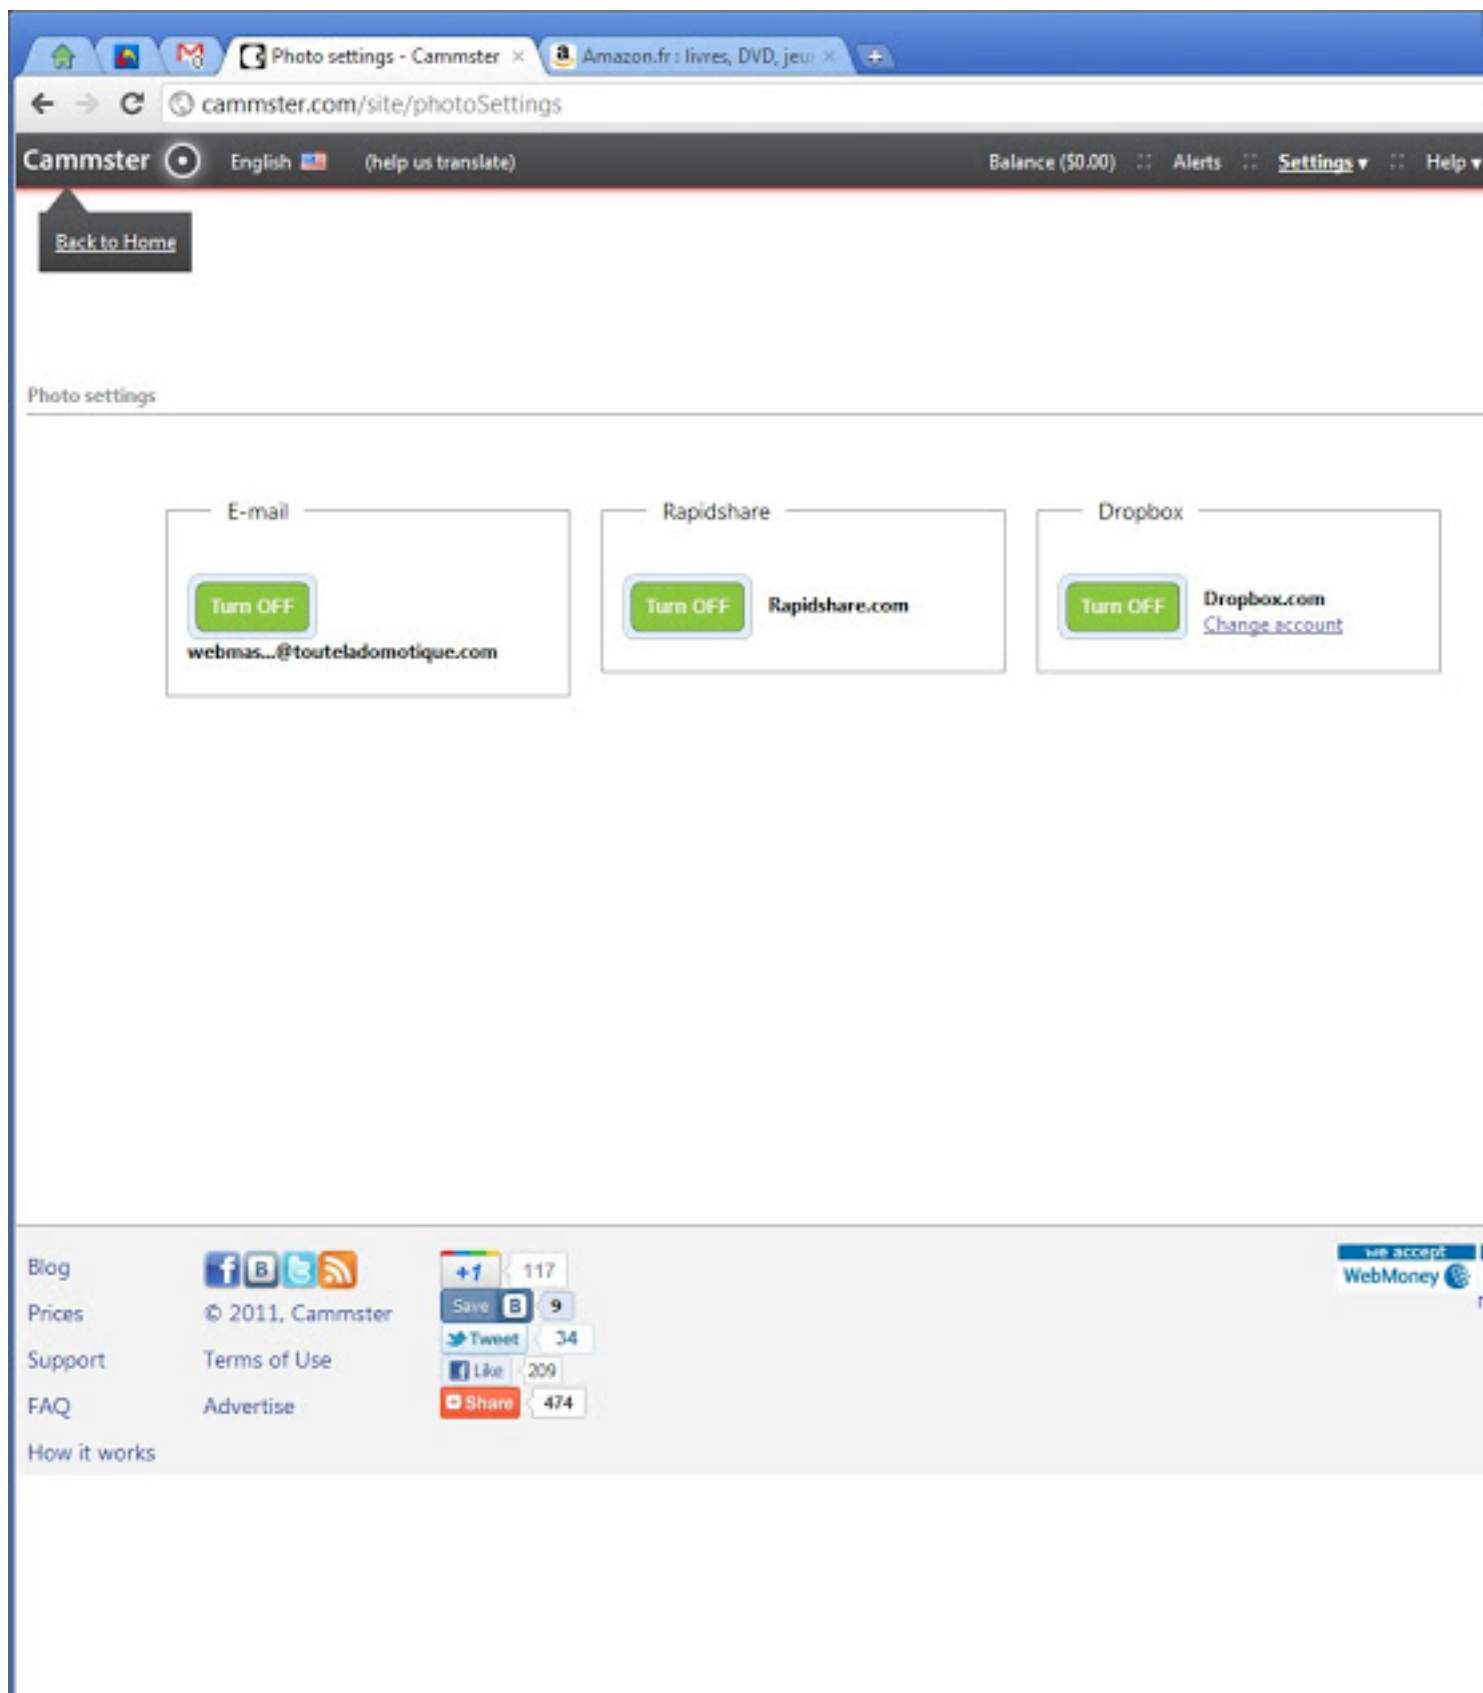 Photo settings - Cammster
Amazon.fr : livres, DVD, jeu
cammster.com/site/photoSettings
Cammster English (help us translate) Balance ($0.00) :: Alerts :: Settings ▾ :: Help ▾
Back to Home
Photo settings
E-mail
Turn OFF
webmas...@touteladomotique.com
Rapidshare
Turn OFF Rapidshare.com
Dropbox
Turn OFF
Dropbox.com
Change account
Blog
Prices
Support
FAQ
How it works
© 2011, Cammster
Terms of Use
Advertise
+1 117
Save B 9
Tweet 34
Like 209
Share 474
we accept
WebMoney